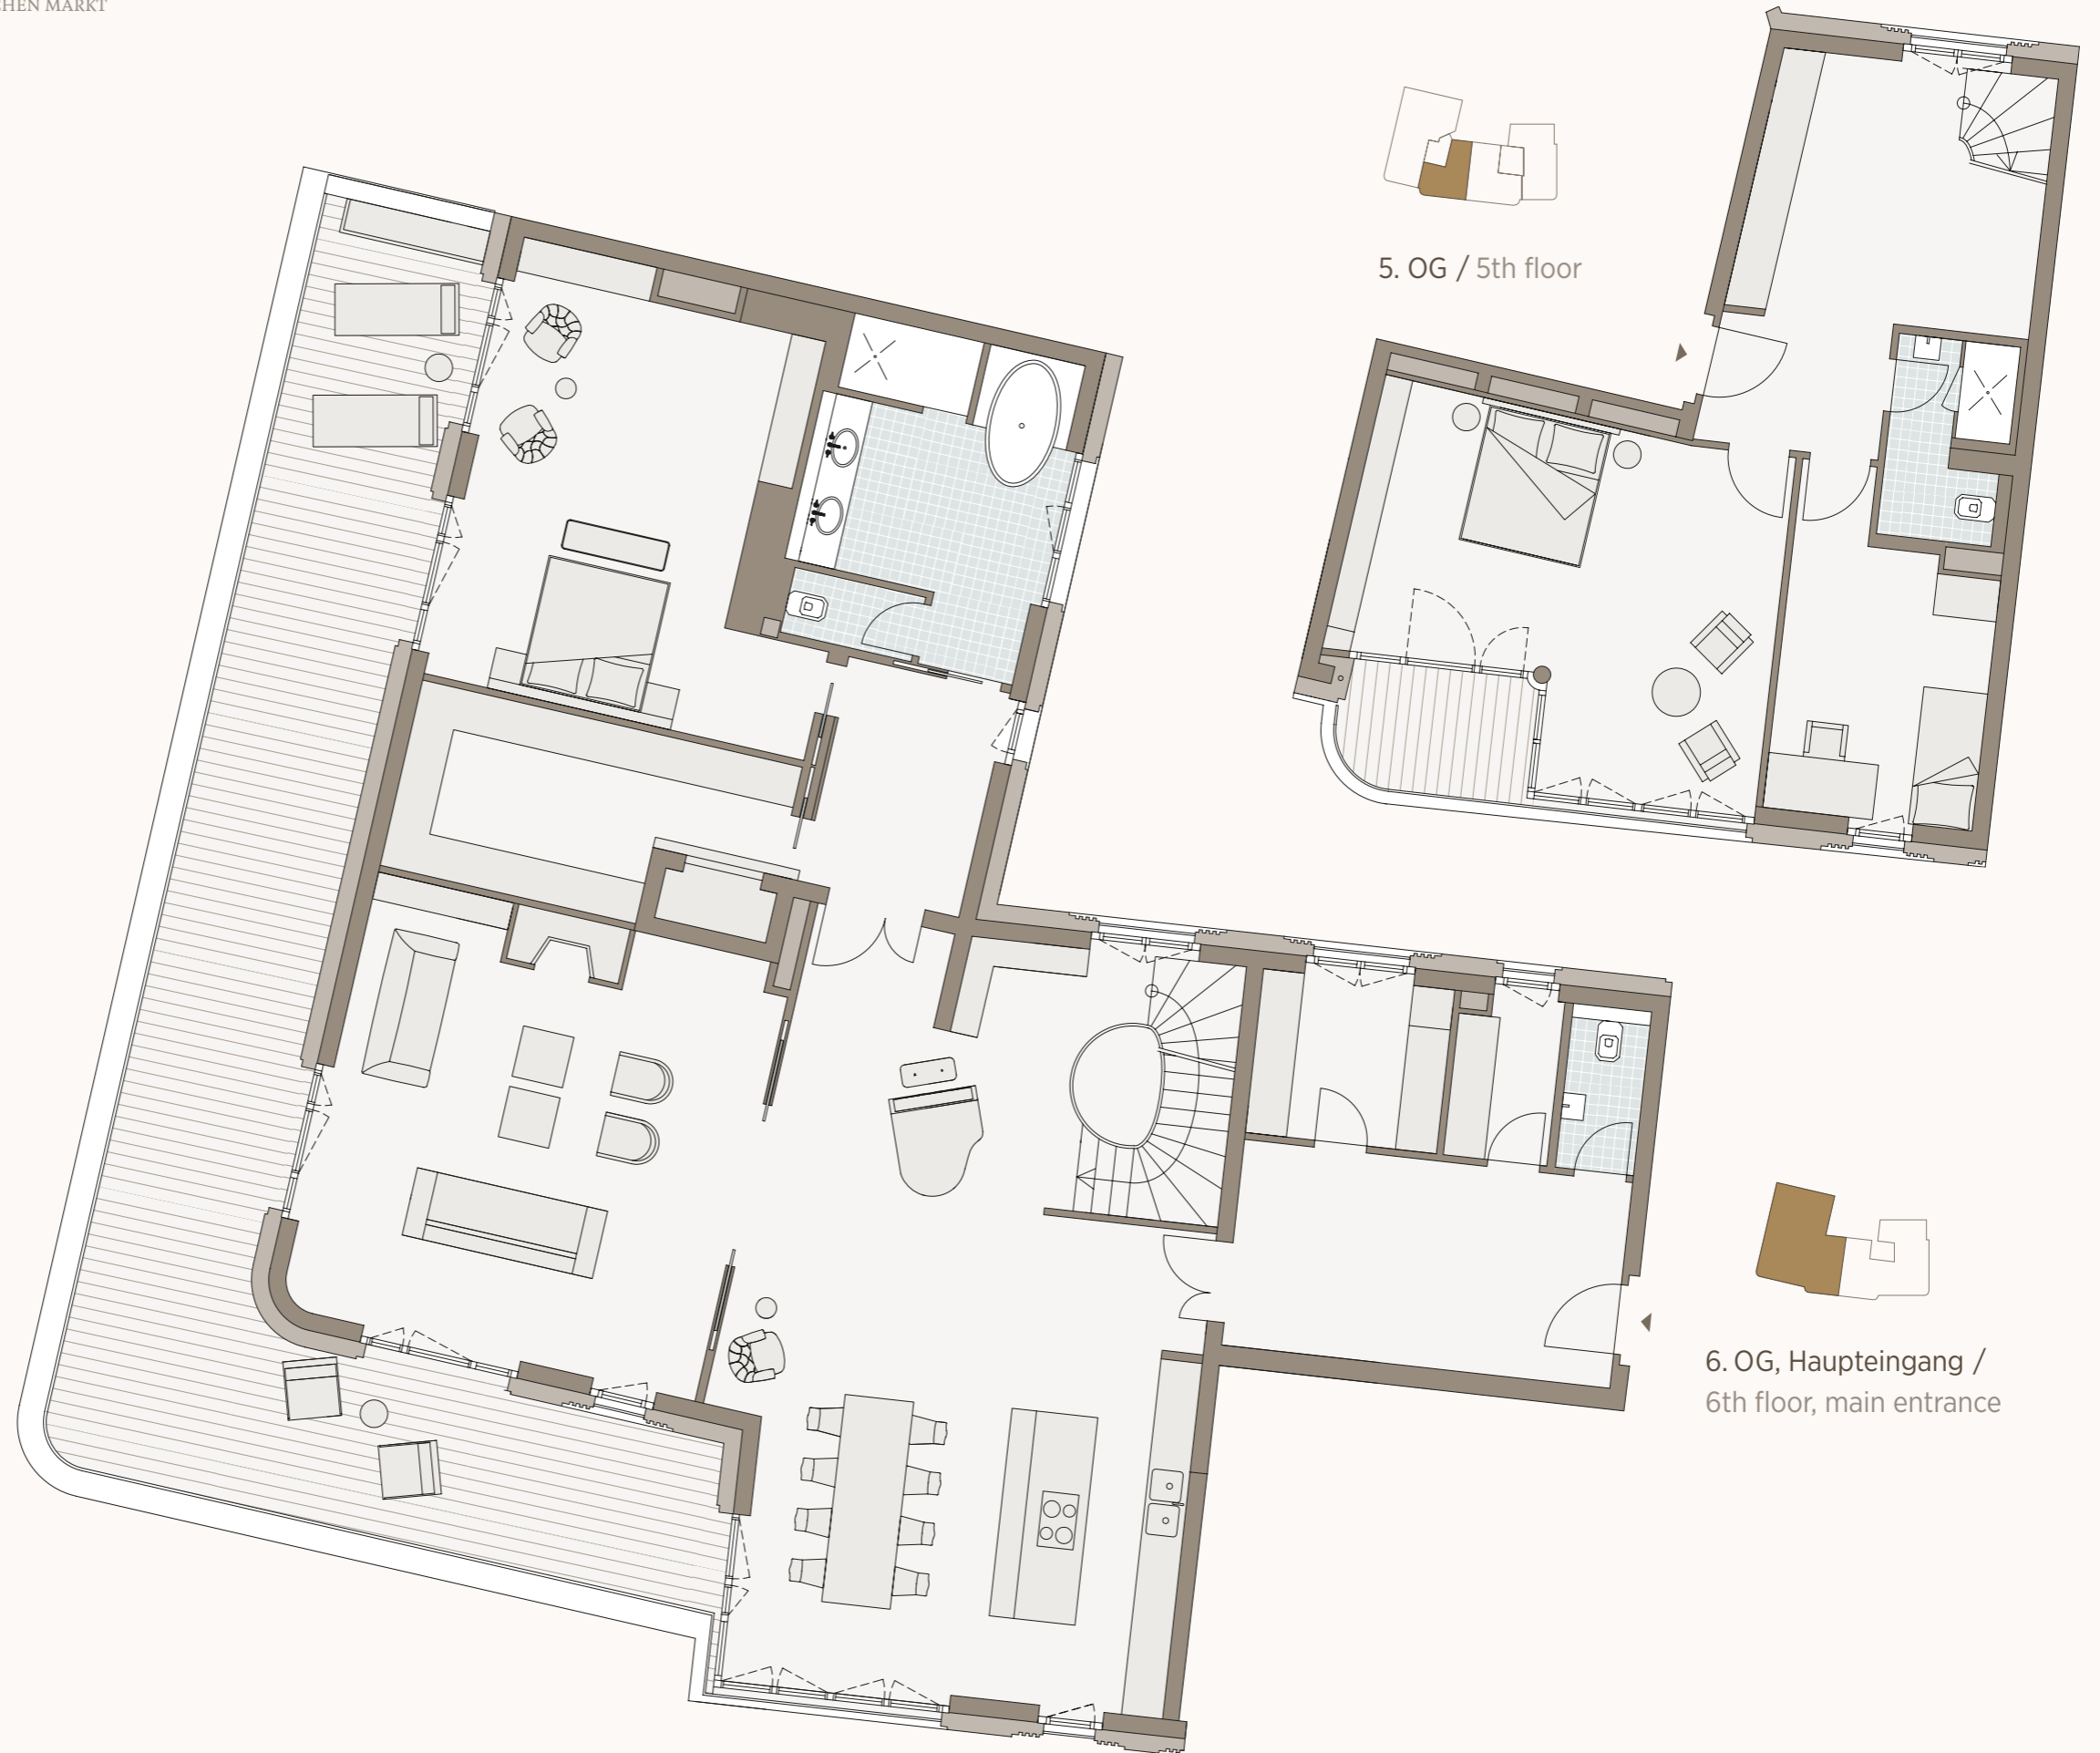 5. OG / 5th floor
6. OG, Haupteingang /
6th floor, main entrance